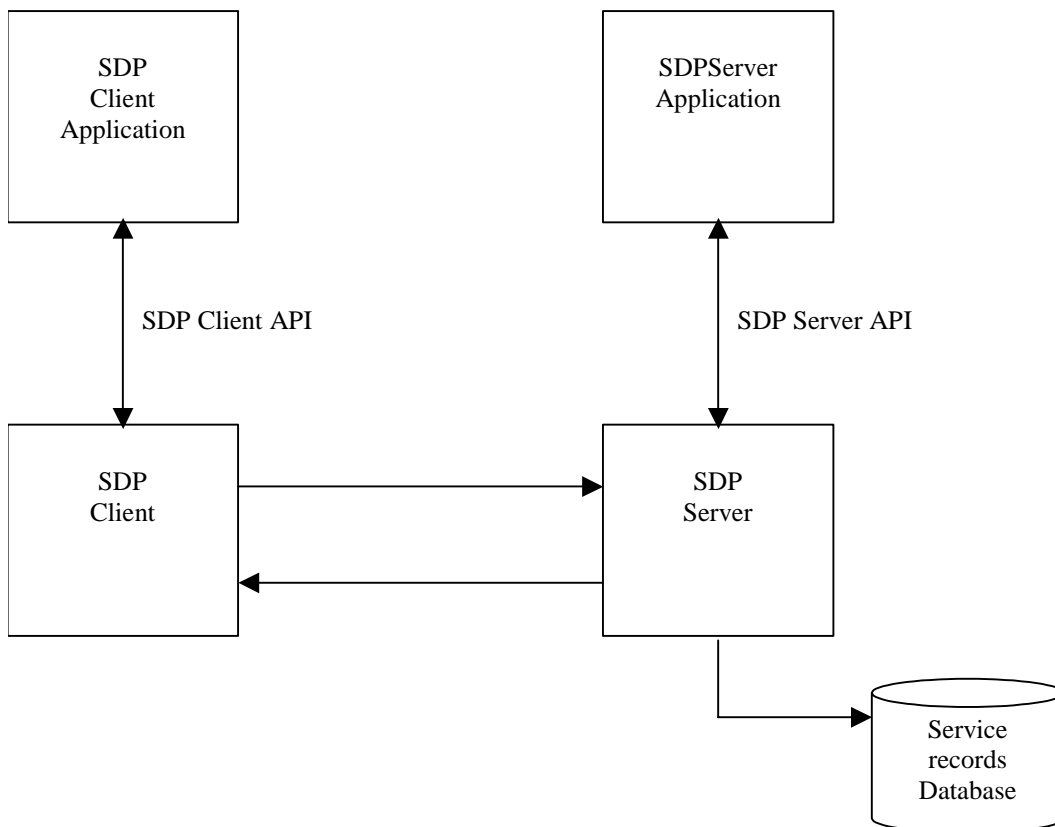 SDP
Client
Application
SDPServer
Application
SDP Client API
SDP Server API
SDP
Client
SDP
Server
Service
records
Database